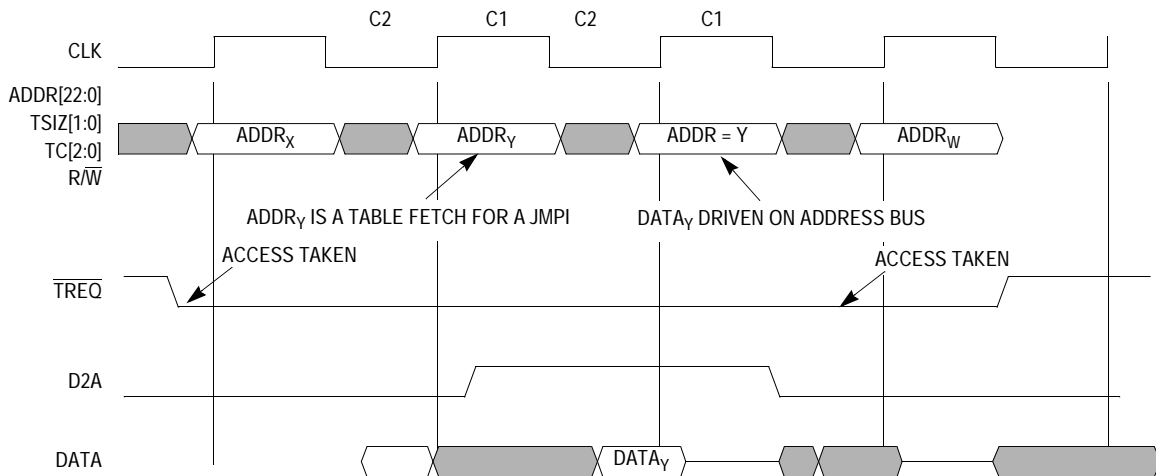 C2 C1 C2 C1
CLK
ADDR[22:0]
TSIZ[1:0]
TC[2:0]
R/W̅
ADDRX ADDRY ADDR = Y ADDRW
ADDRY IS A TABLE FETCH FOR A JMPI DATAY DRIVEN ON ADDRESS BUS
ACCESS TAKEN ACCESS TAKEN
T̅R̅E̅Q̅
D2A
DATA DATAY